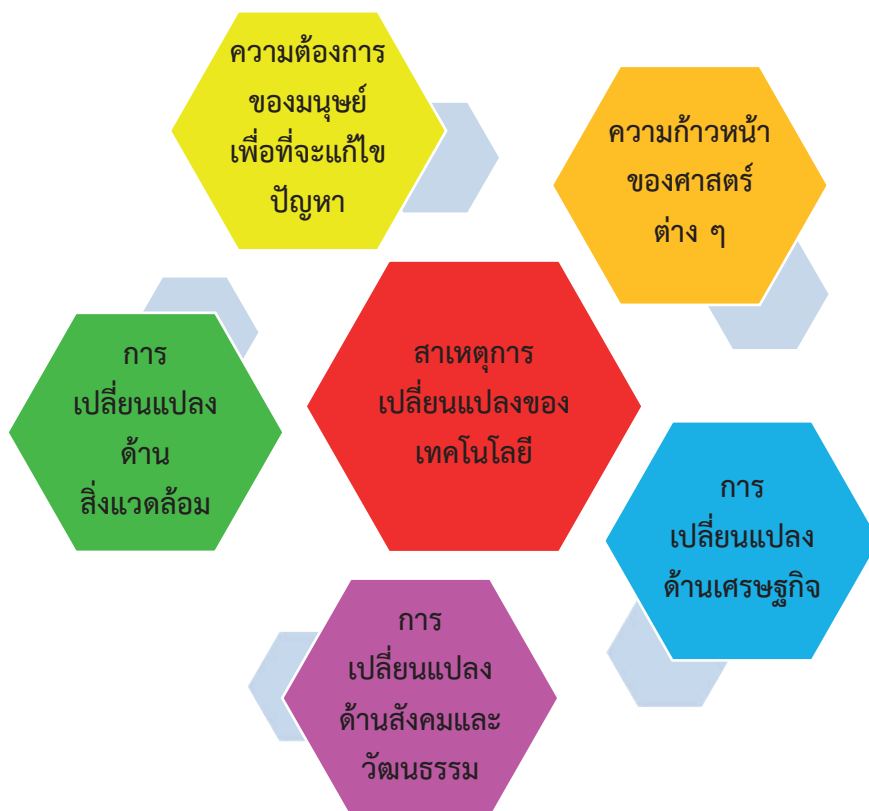 ความต้องการ
ของมนุษย์
เพื่อที่จะแก้ไข
ปัญหา
ความก้าวหน้า
ของศาสตร์
ต่าง ๆ
การ
เปลี่ยนแปลง
ด้าน
สิ่งแวดล้อม
สาเหตุการ
เปลี่ยนแปลงของ
เทคโนโลยี
การ
เปลี่ยนแปลง
ด้านเศรษฐกิจ
การ
เปลี่ยนแปลง
ด้านสังคมและ
วัฒนธรรม